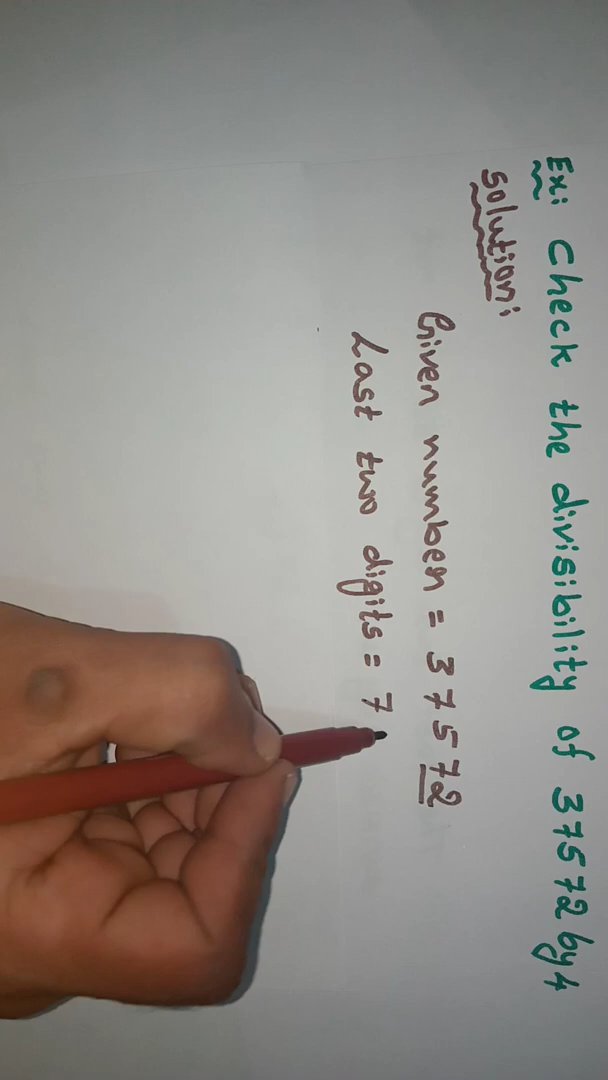 Ex: Check the divisibility of 37572 by 4
Solution:
Given number = 37572
Last two digits = 7